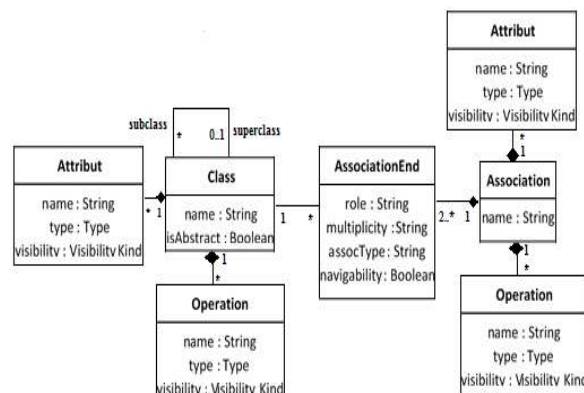 Attribut
name : String
type : Type
visibility : Visibility Kind
*
1
subclass * 0..1 superclass
Attribut
name : String
type : Type
visibility : Visibility Kind
* 1
Class
name : String
isAbstract : Boolean
1 *
AssociationEnd
role : String
multiplicity : String
assocType : String
navigability : Boolean
2..* 1
Association
name : String
1
*
Operation
name : String
type : Type
visibility : Visibility Kind
1
*
Operation
name : String
type : Type
visibility : Visibility Kind